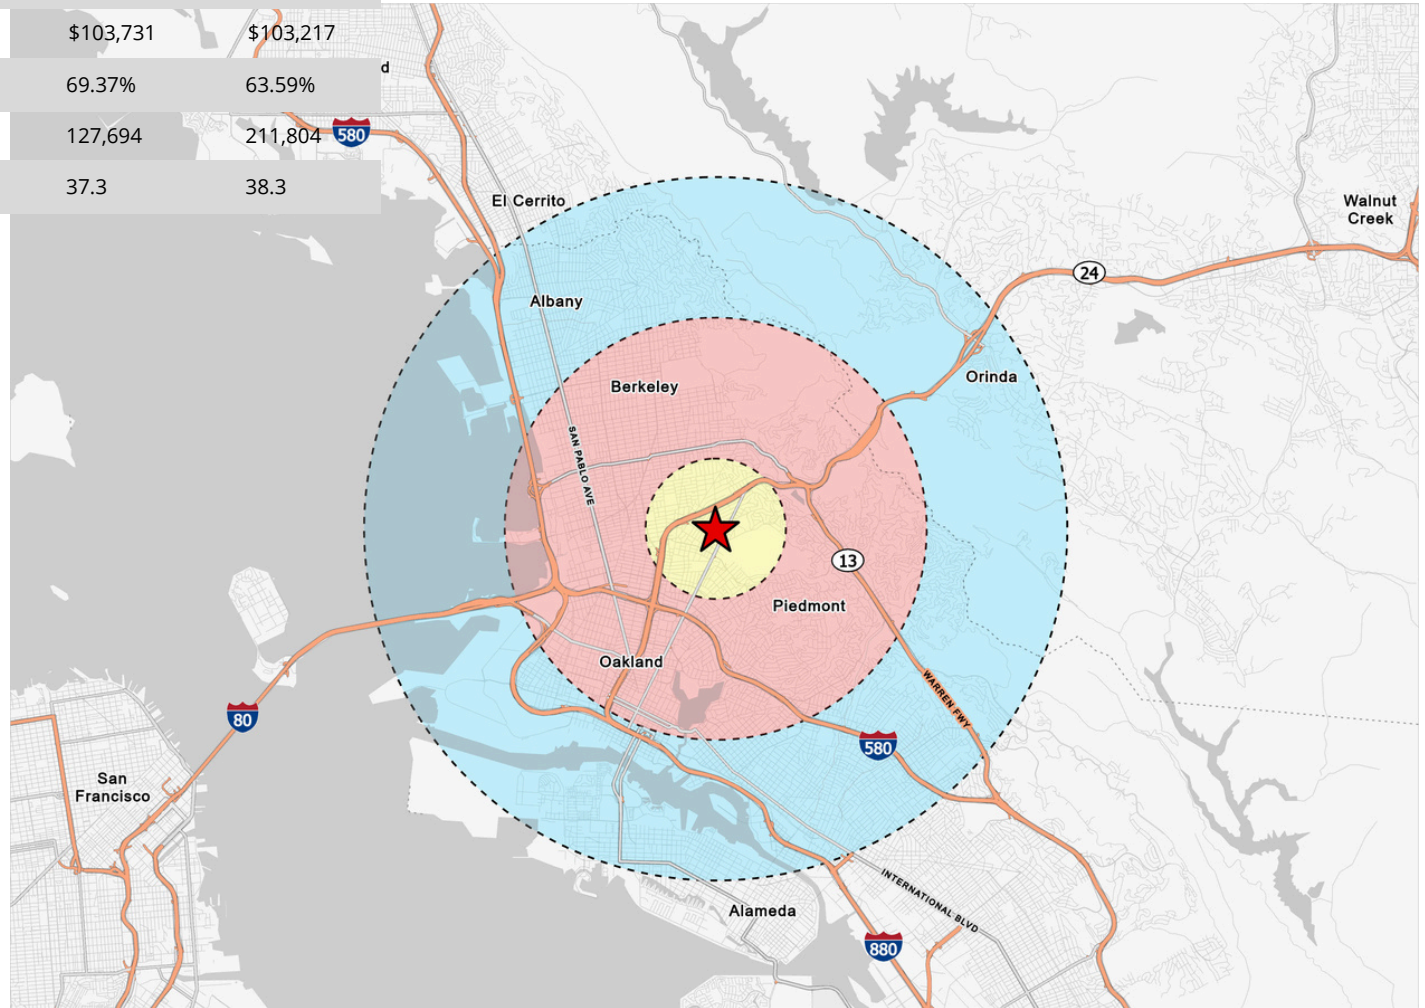 $103,731 $103,217
d
69.37% 63.59%
127,694 211,804
580
37.3 38.3
El Cerrito
Walnut
Creek
24
Albany
Orinda
Berkeley
SAN PABLO AVE
13
Piedmont
Oakland
WARREN FWY
80
580
San
Francisco
INTERNATIONAL BLVD
Alameda
880